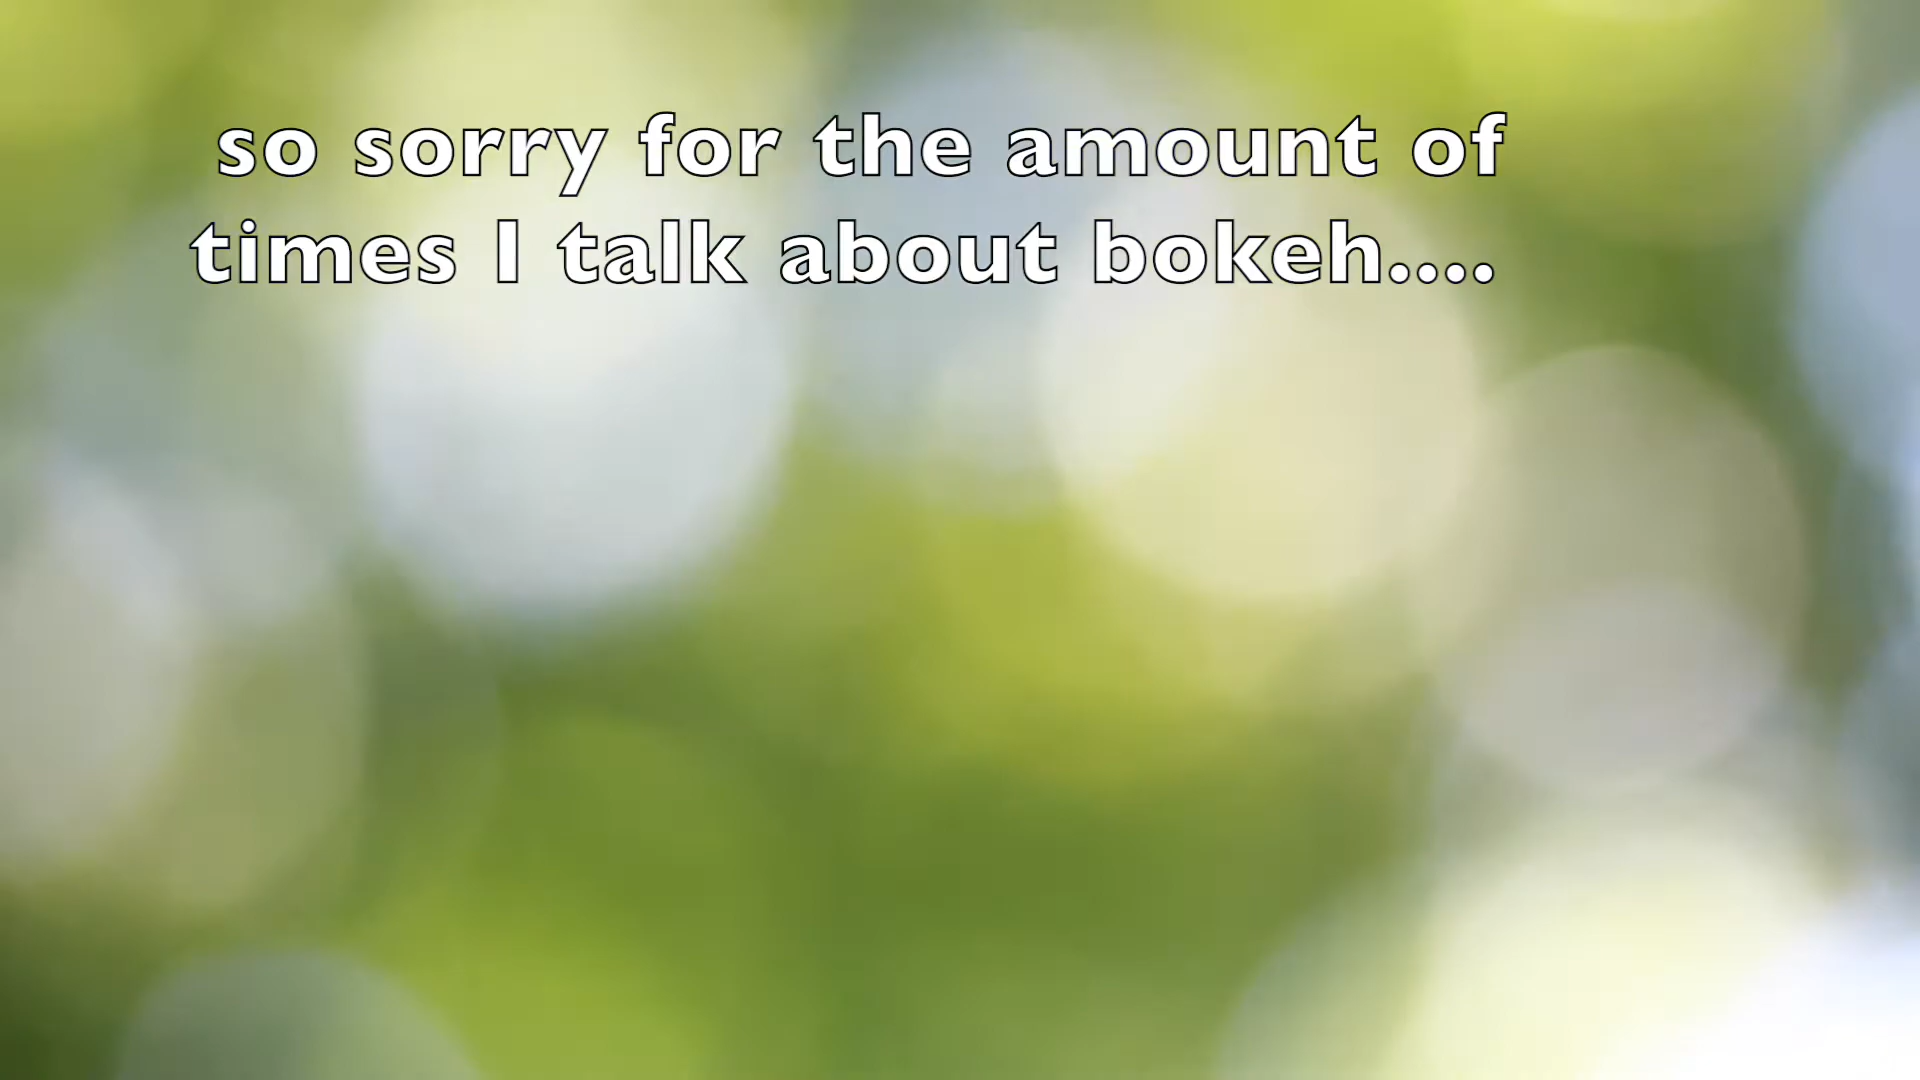 so sorry for the amount of
times I talk about bokeh....